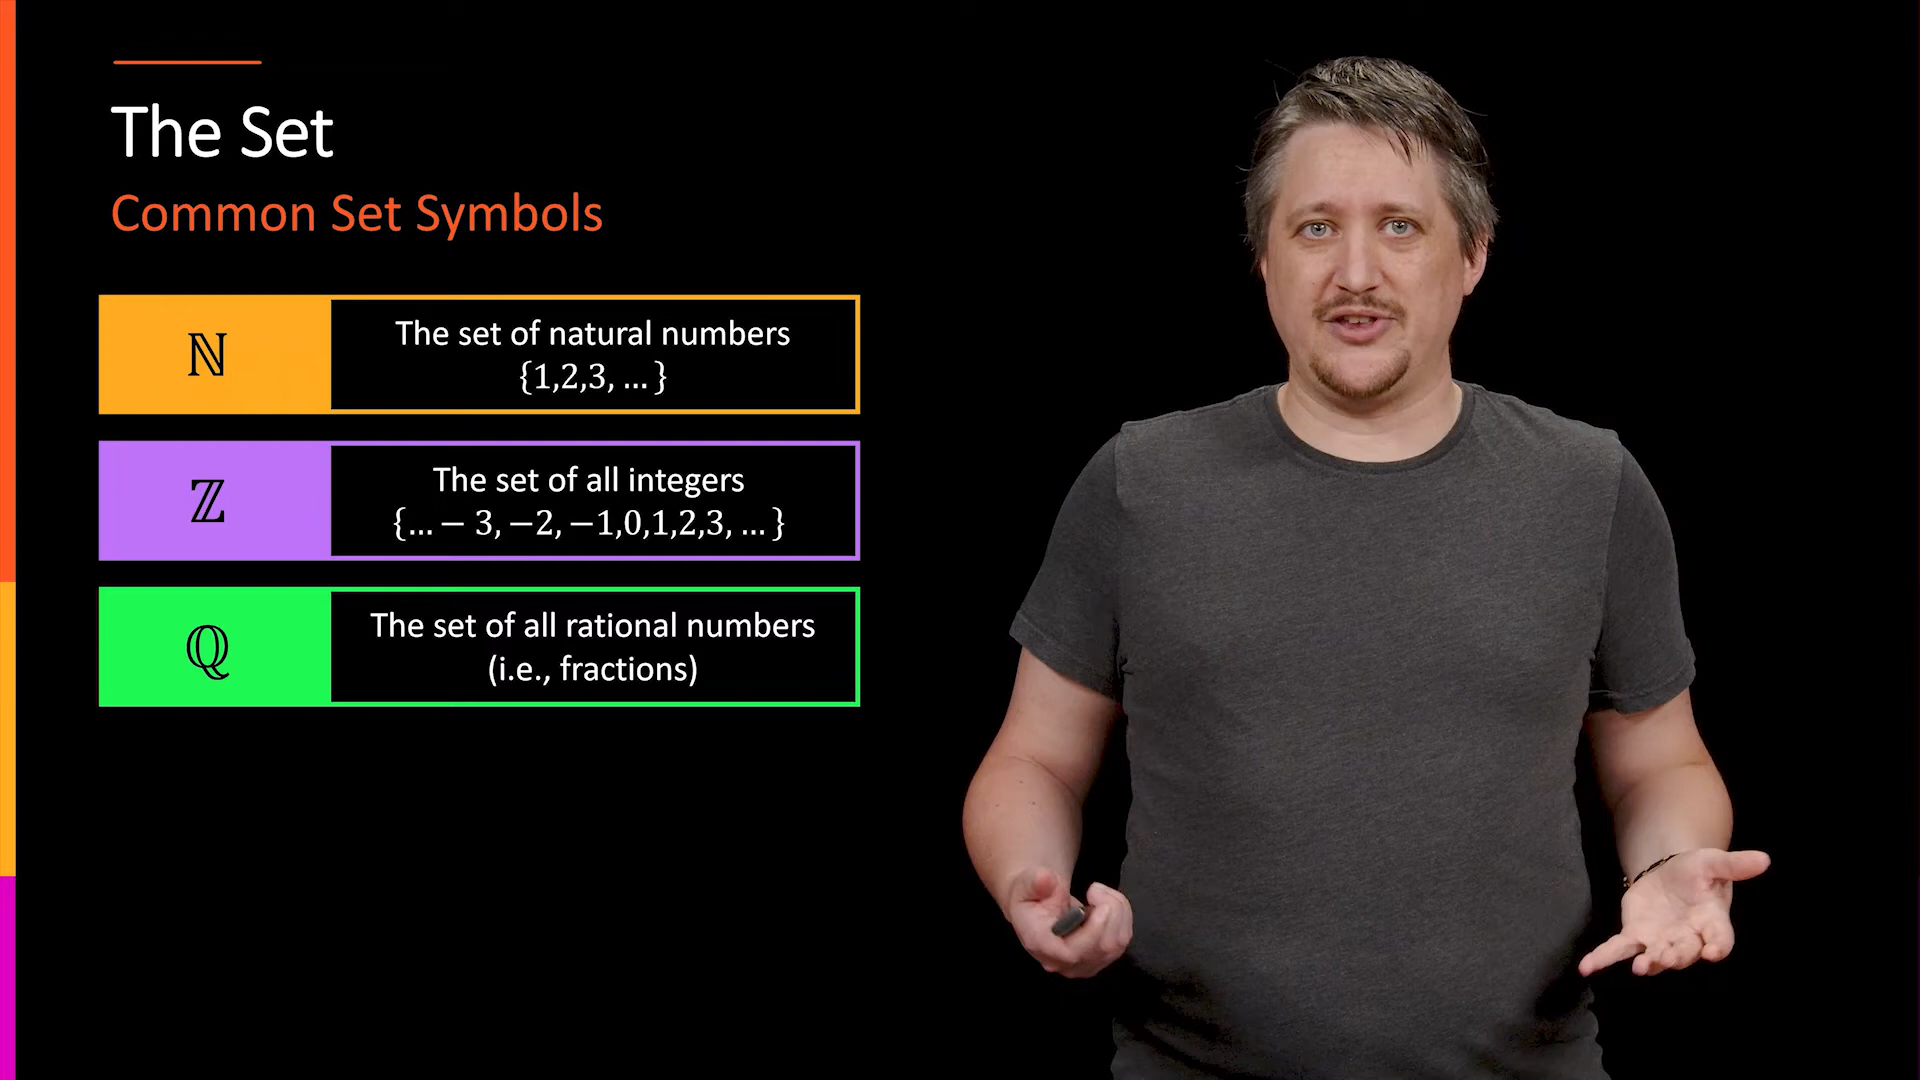 The Set
Common Set Symbols
ℕ
The set of natural numbers
{1,2,3, … }
ℤ
The set of all integers
{… − 3, −2, −1,0,1,2,3, … }
ℚ
The set of all rational numbers
(i.e., fractions)